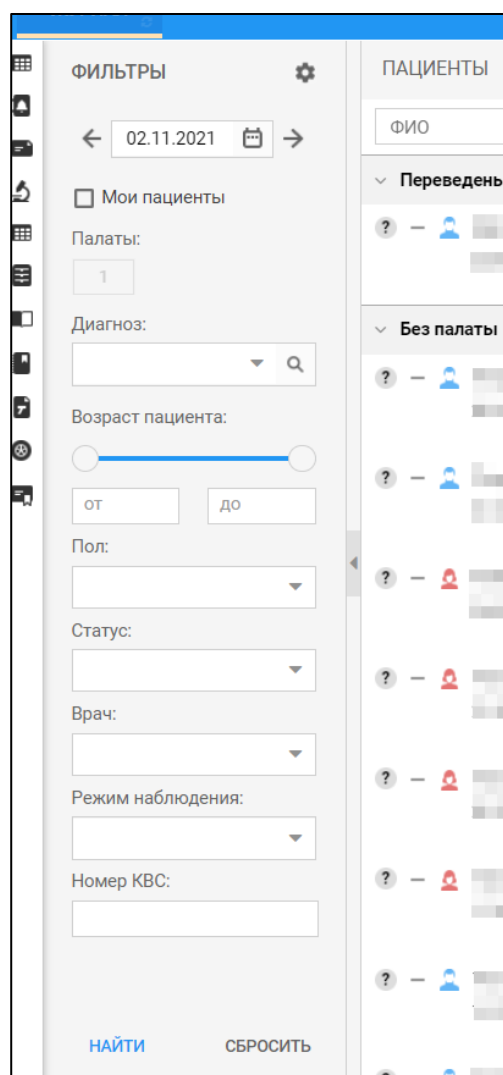 ФИЛЬТРЫ
02.11.2021
Мои пациенты
Палаты:
1
Диагноз:
Возраст пациента:
от до
Пол:
Статус:
Врач:
Режим наблюдения:
Номер КВС:
НАЙТИ СБРОСИТЬ
ПАЦИЕНТЫ
ФИО
Переведены
?
Без палаты
?
?
?
?
?
?
?